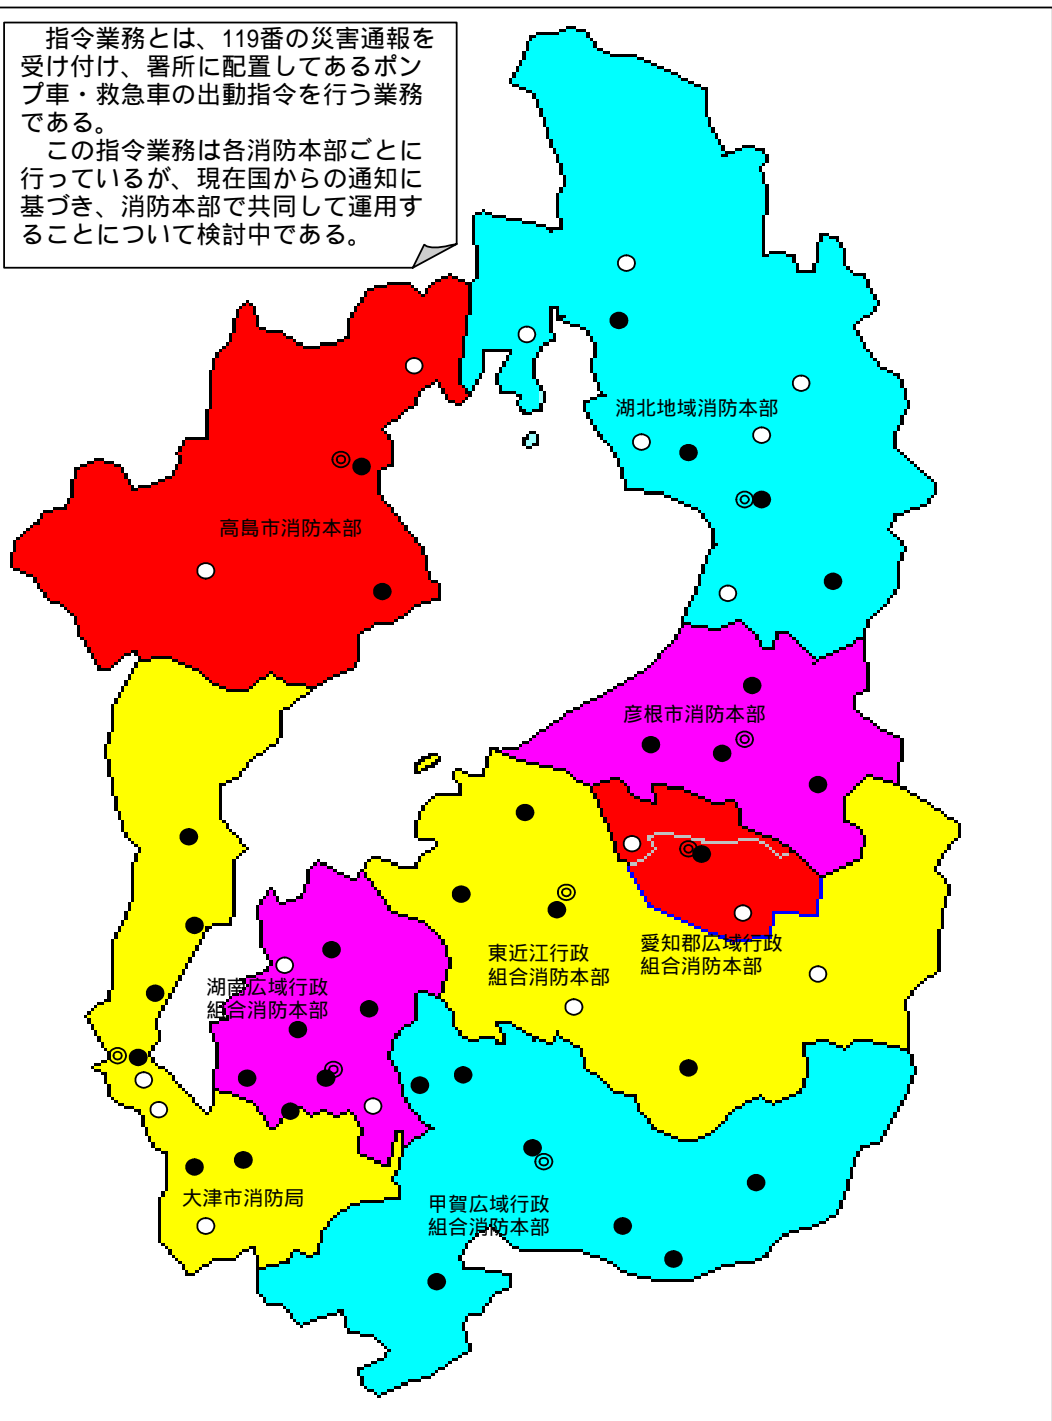 指令業務とは、119番の災害通報を
受け付け、署所に配置してあるポン
プ車・救急車の出動指令を行う業務
である。
この指令業務は各消防本部ごとに
行っているが、現在国からの通知に
基づき、消防本部で共同して運用す
ることについて検討中である。
湖北地域消防本部
高島市消防本部
彦根市消防本部
東近江行政
組合消防本部
愛知郡広域行政
組合消防本部
湖南広域行政
組合消防本部
大津市消防局
甲賀広域行政
組合消防本部